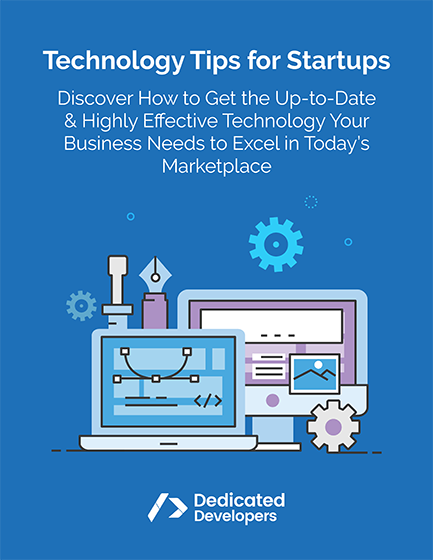 Technology Tips for Startups
Discover How to Get the Up-to-Date
& Highly Effective Technology Your
Business Needs to Excel in Today's
Marketplace
</>
Dedicated
Developers